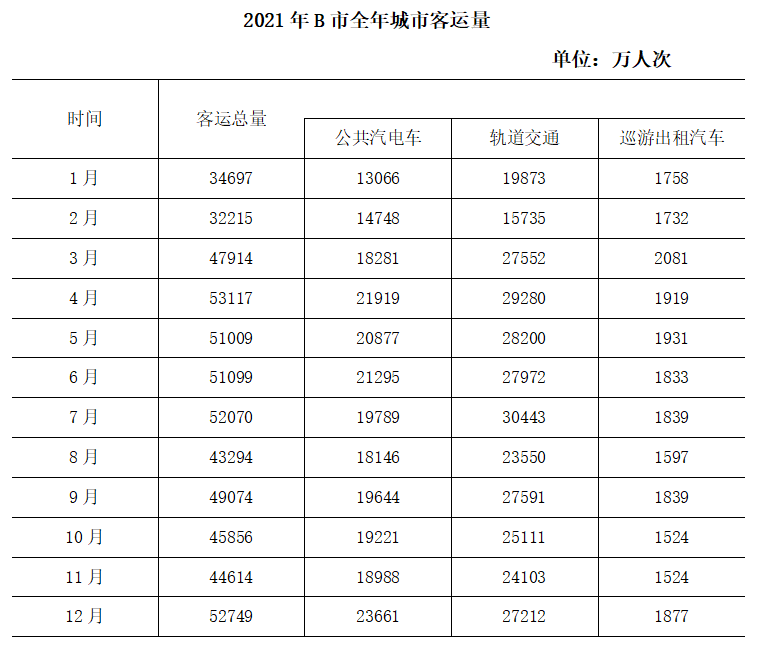 2021 年 B 市全年城市客运量
单位：万人次
时间 客运总量
公共汽电车 轨道交通 巡游出租汽车
1 月 34697 13066 19873 1758
2 月 32215 14748 15735 1732
3 月 47914 18281 27552 2081
4 月 53117 21919 29280 1919
5 月 51009 20877 28200 1931
6 月 51099 21295 27972 1833
7 月 52070 19789 30443 1839
8 月 43294 18146 23550 1597
9 月 49074 19644 27591 1839
10 月 45856 19221 25111 1524
11 月 44614 18988 24103 1524
12 月 52749 23661 27212 1877